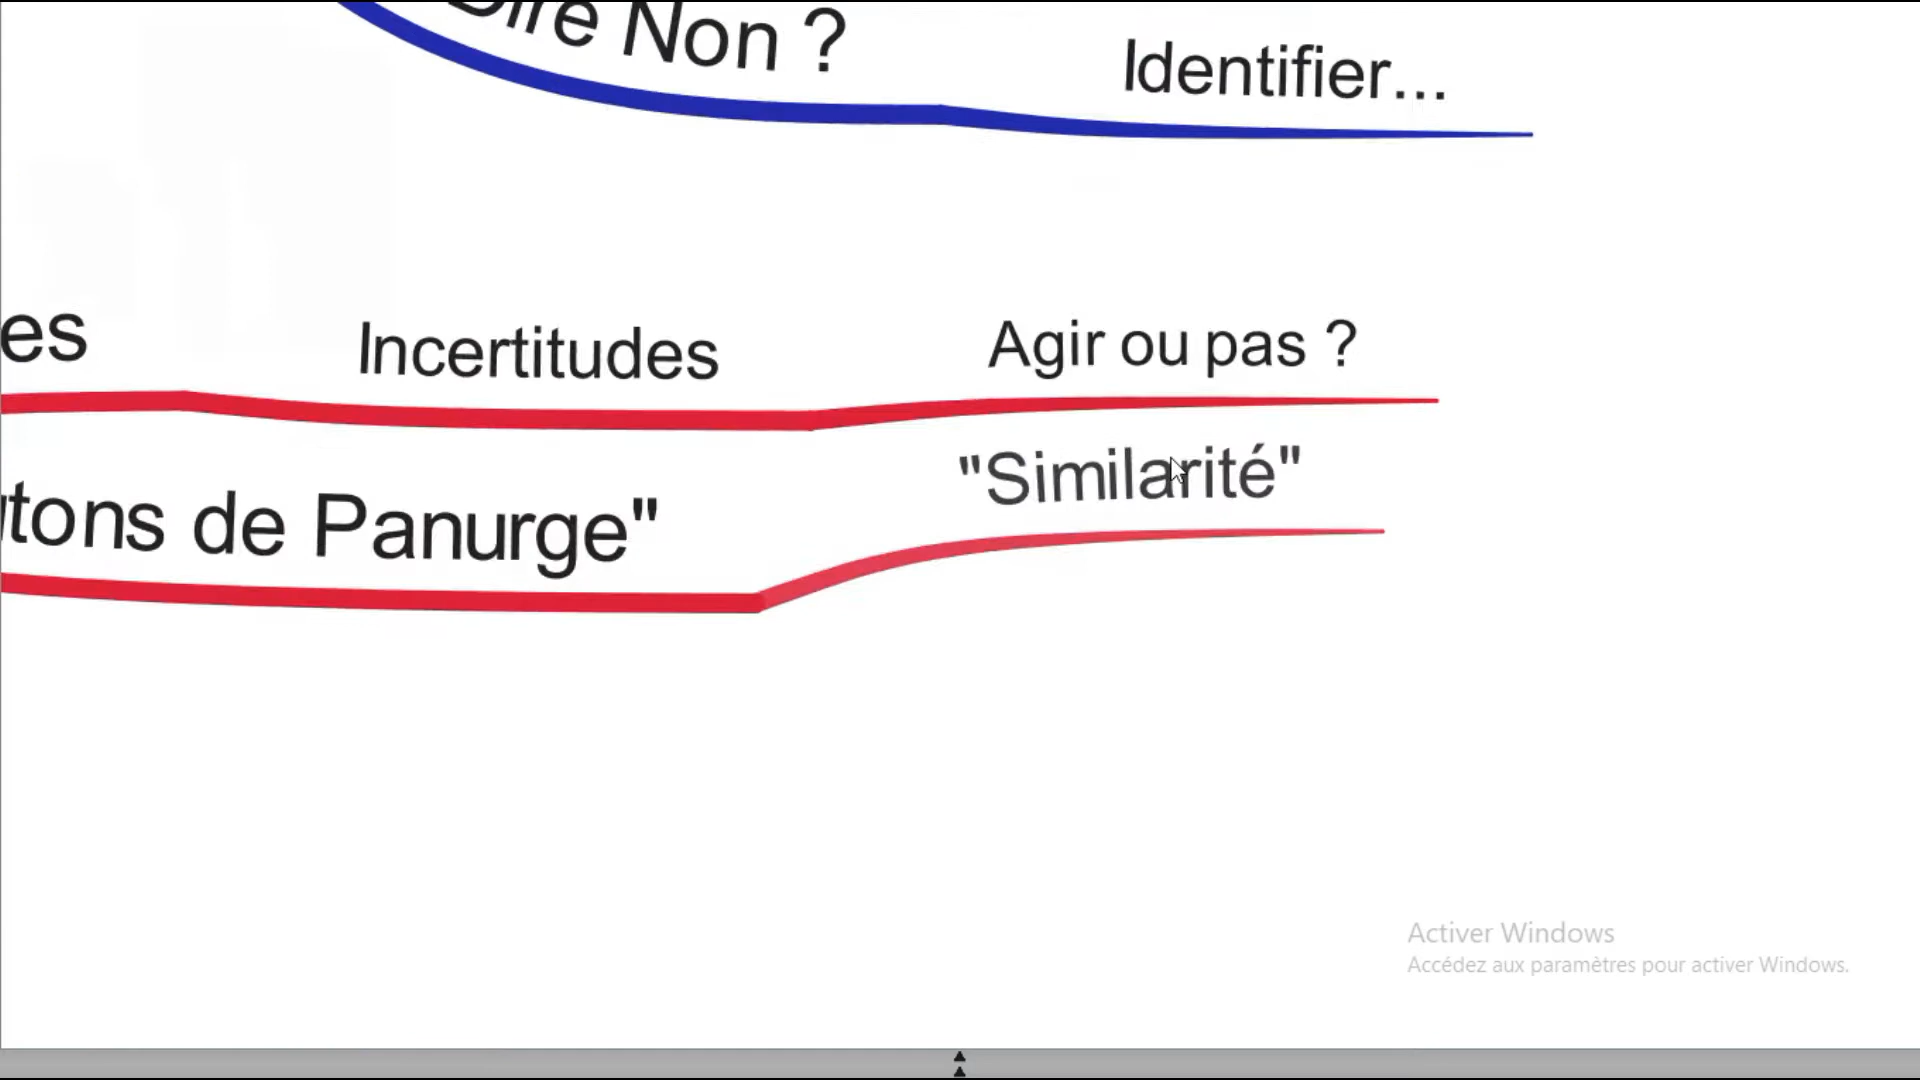 Dire Non ?
Identifier...
es
Incertitudes
Agir ou pas ?
"Similarité"
tons de Panurge"
Activer Windows
Accédez aux paramètres pour activer Windows.